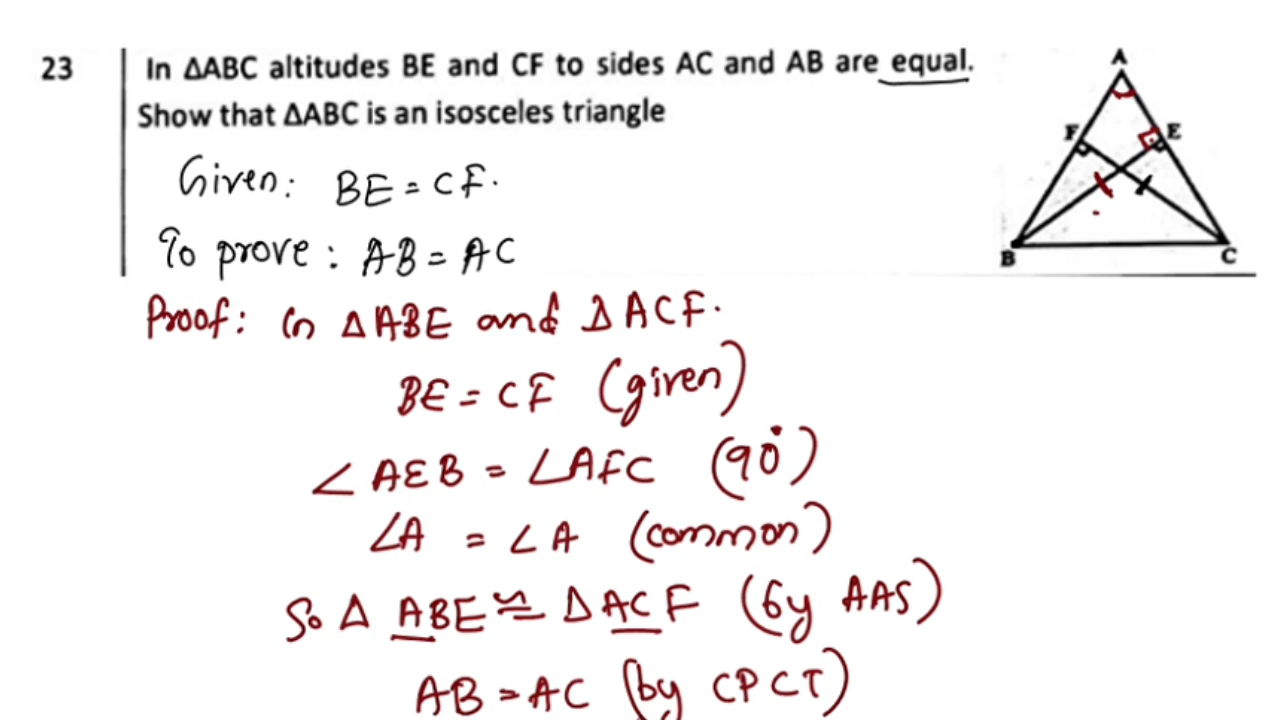 23 In ΔABC altitudes BE and CF to sides AC and AB are equal.
Show that ΔABC is an isosceles triangle
A
F E
B C
Given: BE = CF.
To prove: AB = AC
Proof: In ΔABE and ΔACF.
BE = CF (given)
∠AEB = ∠AFC (90°)
∠A = ∠A (common)
So Δ ABE ≅ ΔACF (by AAS)
AB = AC (by CPCT)